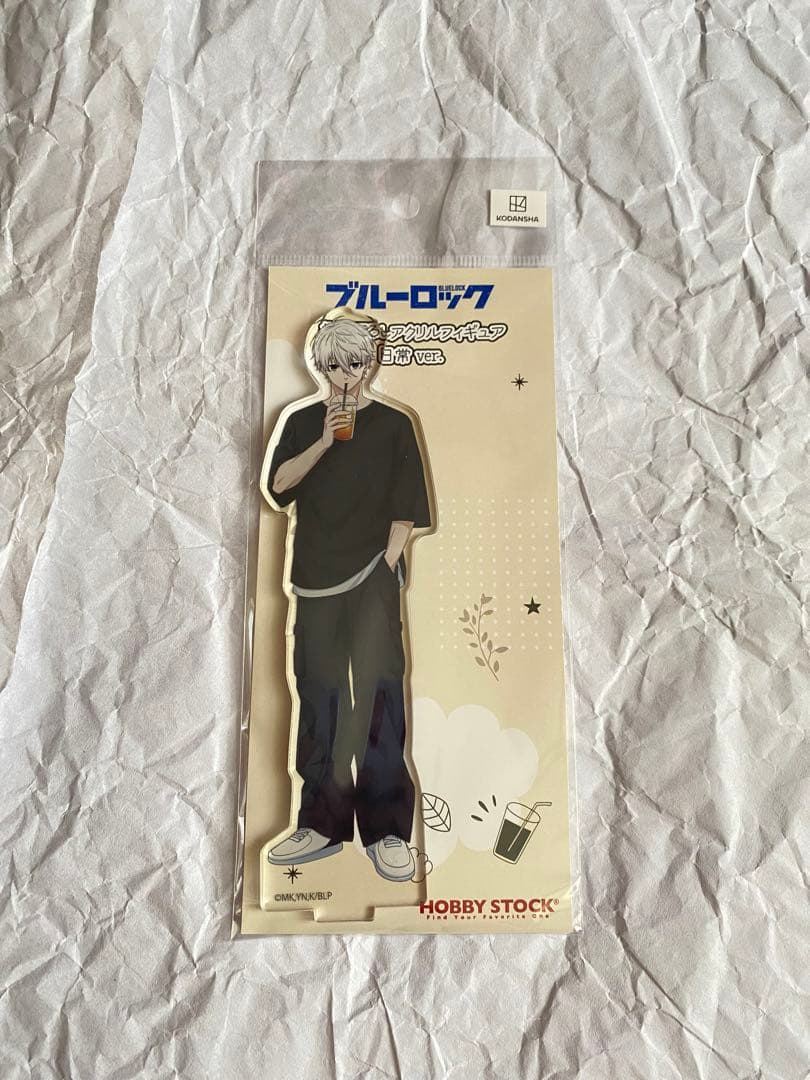 KODANSHA
ブルーロック
BLUELOCK
アクリルフィギュア
日常 ver.
©MK,YN,K/BLP
HOBBY STOCK®
Find Your Favorite One